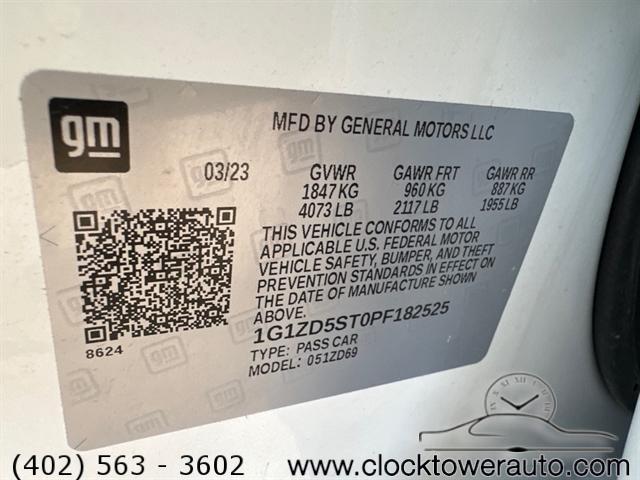 gm
MFD BY GENERAL MOTORS LLC
03/23 GVWR GAWR FRT GAWR RR
1847 KG 960 KG 887 KG
4073 LB 2117 LB 1955 LB
THIS VEHICLE CONFORMS TO ALL
APPLICABLE U.S. FEDERAL MOTOR
VEHICLE SAFETY, BUMPER, AND THEFT
PREVENTION STANDARDS IN EFFECT ON
THE DATE OF MANUFACTURE SHOWN
ABOVE.
1G1ZD5ST0PF182525
TYPE: PASS CAR
MODEL: 051ZD69
8624
(402) 563 - 3602
www.clocktowerauto.com